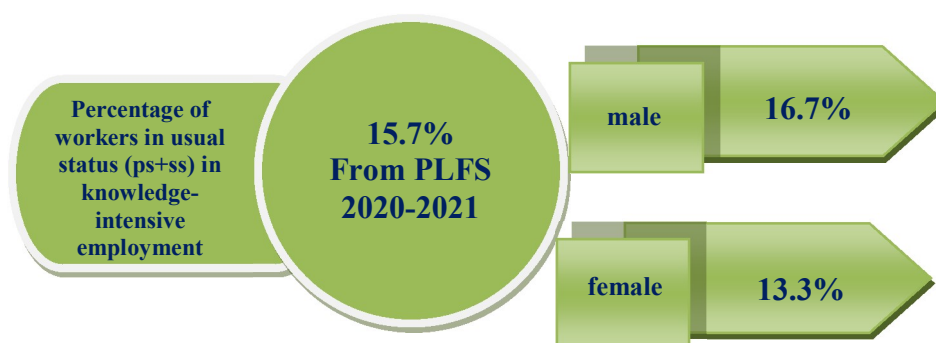 Percentage of
workers in usual
status (ps+ss) in
knowledge-
intensive
employment
15.7%
From PLFS
2020-2021
male
16.7%
female
13.3%